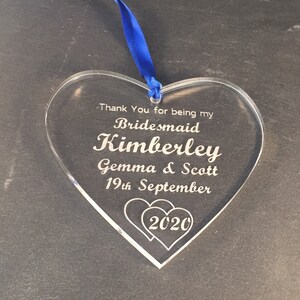 Thank You for being my
Bridesmaid
Kimberley
Gemma & Scott
19th September
2020